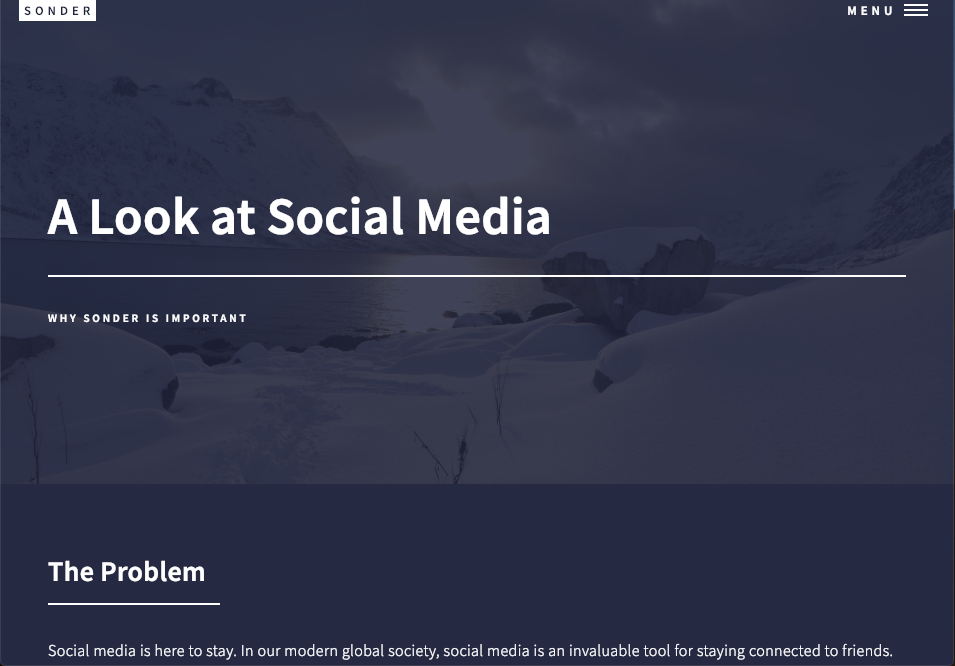 SONDER
MENU
A Look at Social Media
WHY SONDER IS IMPORTANT
The Problem
Social media is here to stay. In our modern global society, social media is an invaluable tool for staying connected to friends.